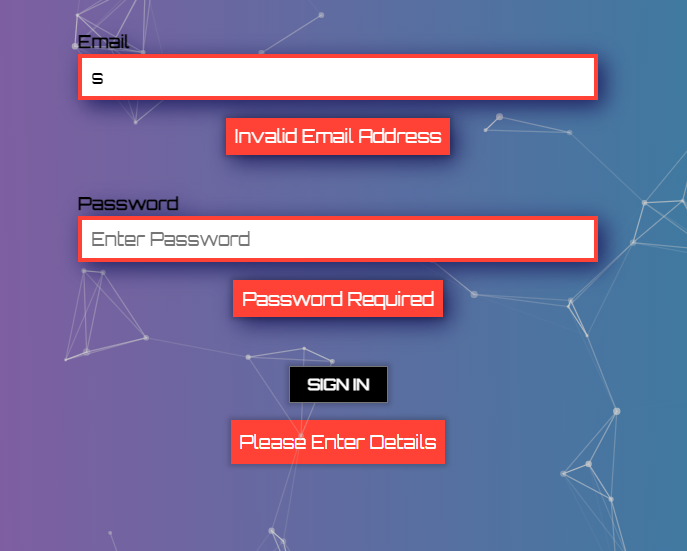 Email
s
Invalid Email Address
Password
Enter Password
Password Required
SIGN IN
Please Enter Details